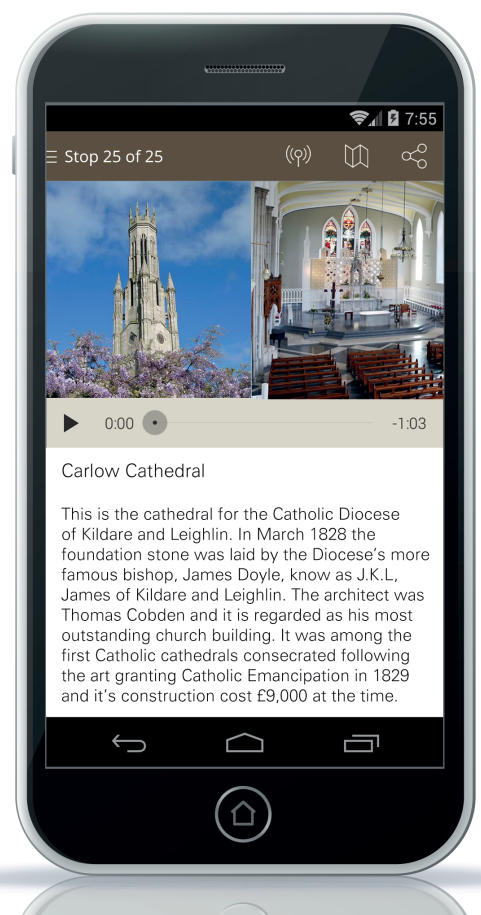 7:55
Stop 25 of 25
0:00
-1:03
Carlow Cathedral
This is the cathedral for the Catholic Diocese
of Kildare and Leighlin. In March 1828 the
foundation stone was laid by the Diocese’s more
famous bishop, James Doyle, know as J.K.L,
James of Kildare and Leighlin. The architect was
Thomas Cobden and it is regarded as his most
outstanding church building. It was among the
first Catholic cathedrals consecrated following
the art granting Catholic Emancipation in 1829
and it’s construction cost £9,000 at the time.